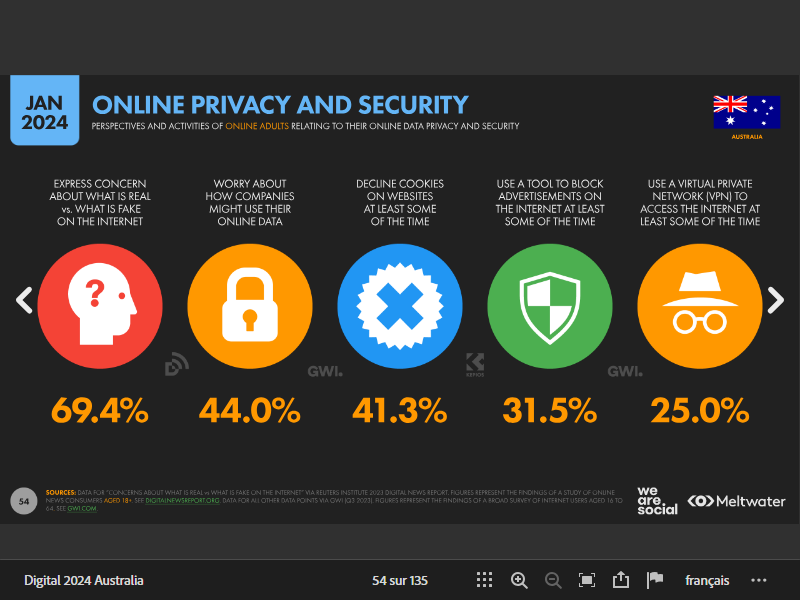 JAN
2024
ONLINE PRIVACY AND SECURITY
PERSPECTIVES AND ACTIVITIES OF ONLINE ADULTS RELATING TO THEIR ONLINE DATA PRIVACY AND SECURITY
AUSTRALIA
EXPRESS CONCERN
ABOUT WHAT IS REAL
vs. WHAT IS FAKE
ON THE INTERNET
WORRY ABOUT
HOW COMPANIES
MIGHT USE THEIR
ONLINE DATA
DECLINE COOKIES
ON WEBSITES
AT LEAST SOME
OF THE TIME
USE A TOOL TO BLOCK
ADVERTISEMENTS ON
THE INTERNET AT LEAST
SOME OF THE TIME
USE A VIRTUAL PRIVATE
NETWORK (VPN) TO
ACCESS THE INTERNET AT
LEAST SOME OF THE TIME
?
GWI.
KEPIOS
GWI.
69.4%
44.0%
41.3%
31.5%
25.0%
54
SOURCES: DATA FOR "CONCERNS ABOUT WHAT IS REAL vs WHAT IS FAKE ON THE INTERNET" VIA REUTERS INSTITUTE 2023 DIGITAL NEWS REPORT. FIGURES REPRESENT THE FINDINGS OF A STUDY OF ONLINE
NEWS CONSUMERS AGED 18+. SEE DIGITALNEWSREPORT.ORG. DATA FOR ALL OTHER DATA POINTS VIA GWI (Q3 2023). FIGURES REPRESENT THE FINDINGS OF A BROAD SURVEY OF INTERNET USERS AGED 16 TO
64. SEE GWI.COM.
we
are.
social
Meltwater
Digital 2024 Australia
54 sur 135
français